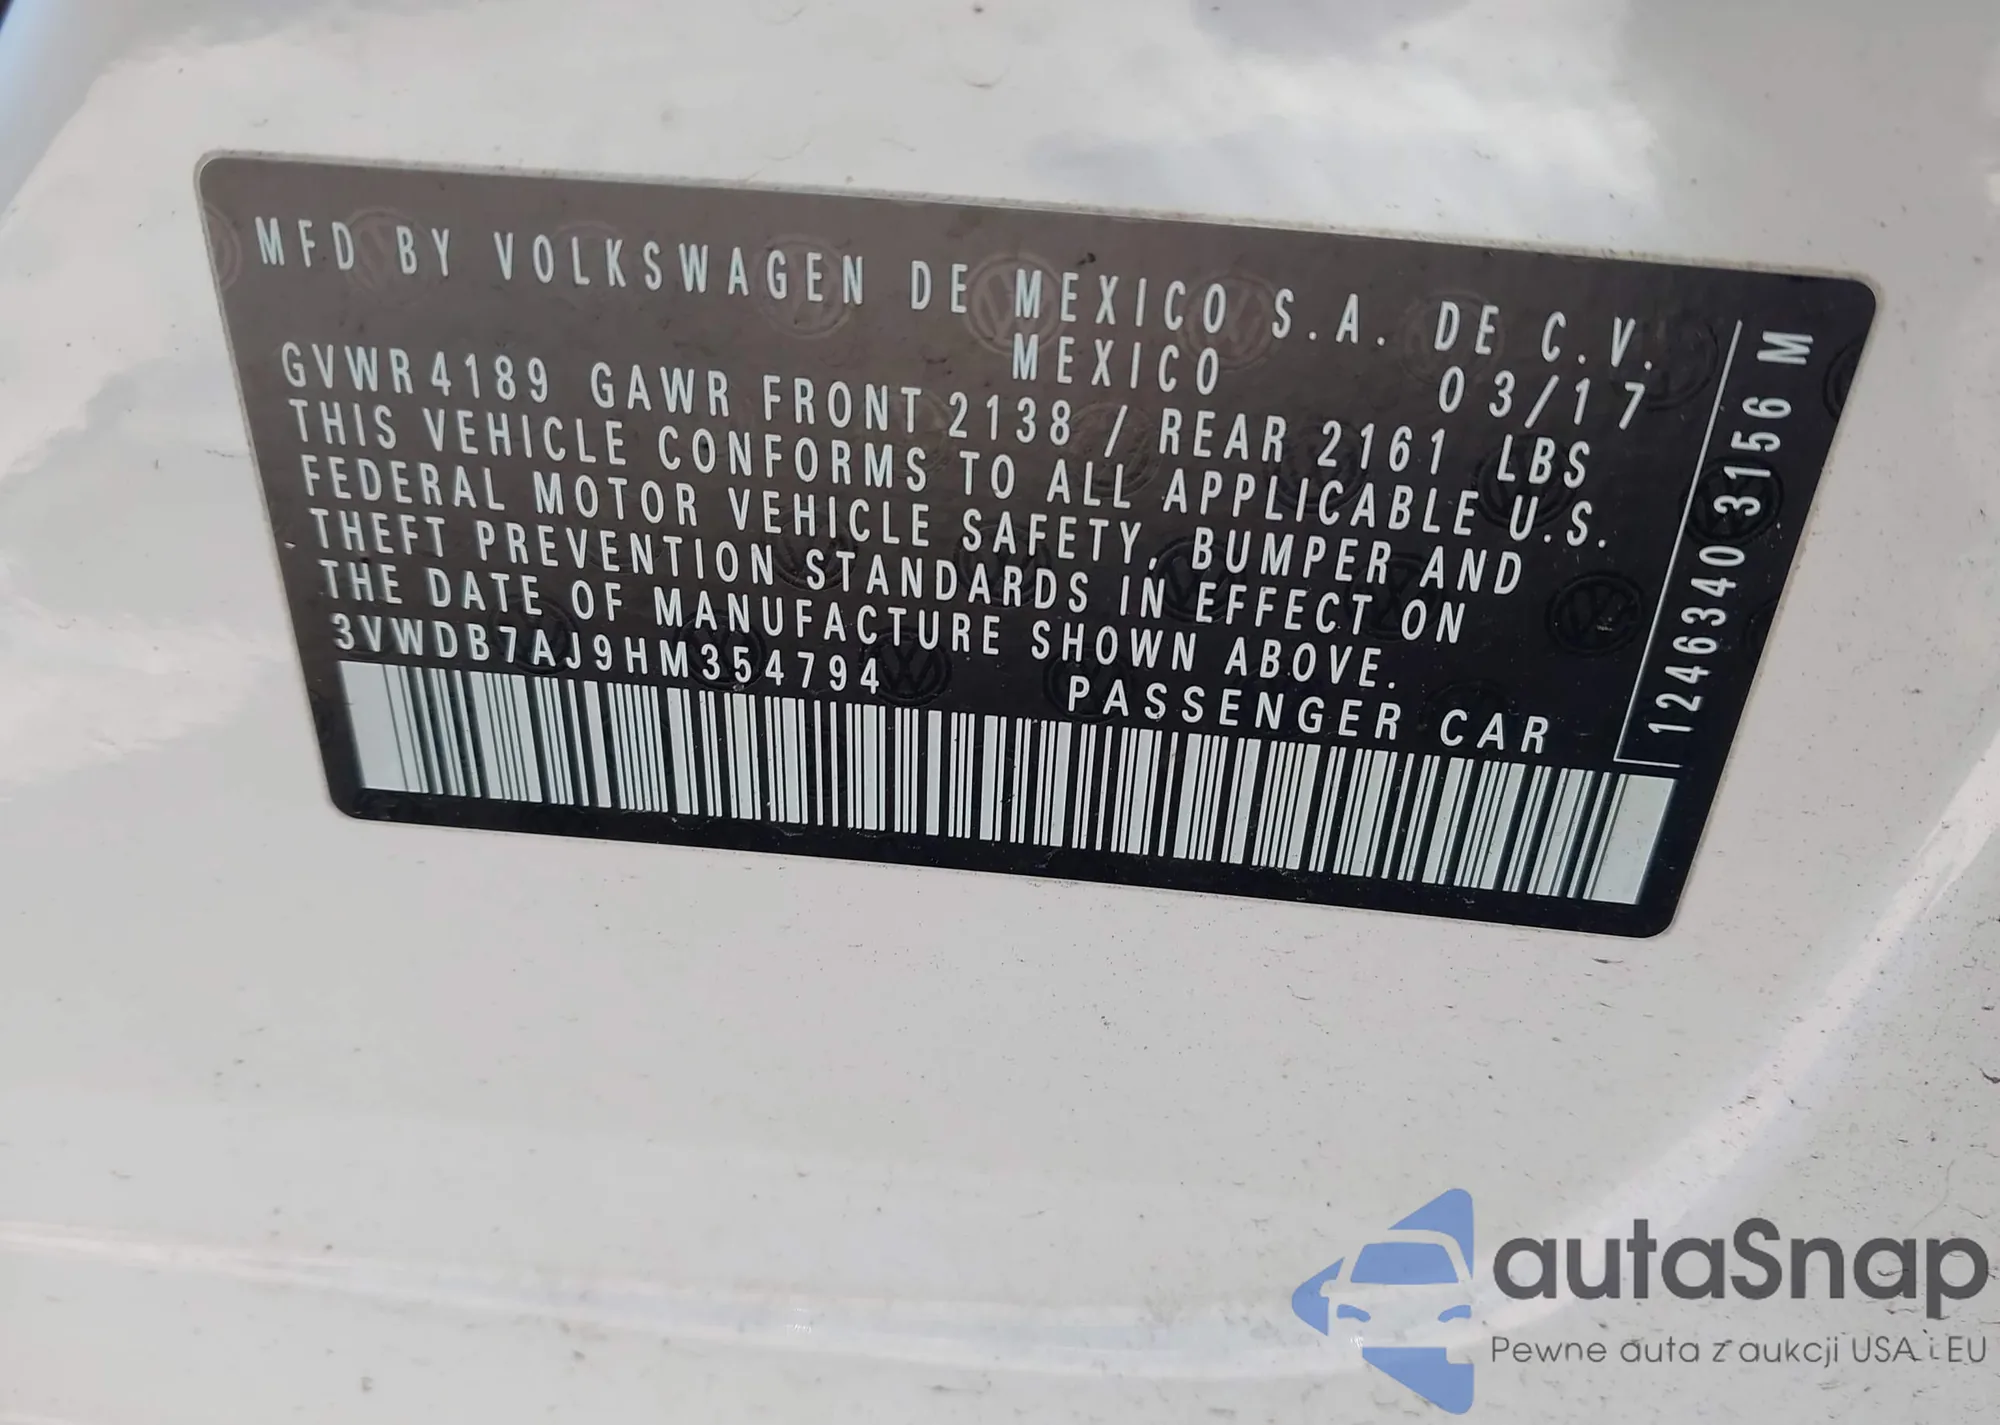 MFD BY VOLKSWAGEN DE MEXICO S.A. DE C.V.
MEXICO 03/17
GVWR 4189 GAWR FRONT 2138 / REAR 2161 LBS
THIS VEHICLE CONFORMS TO ALL APPLICABLE U.S.
FEDERAL MOTOR VEHICLE SAFETY, BUMPER AND
THEFT PREVENTION STANDARDS IN EFFECT ON
THE DATE OF MANUFACTURE SHOWN ABOVE.
3VWDB7AJ9HM354794 PASSENGER CAR
1246340 3156 M
autaSnap
Pewne auta z aukcji USA i EU